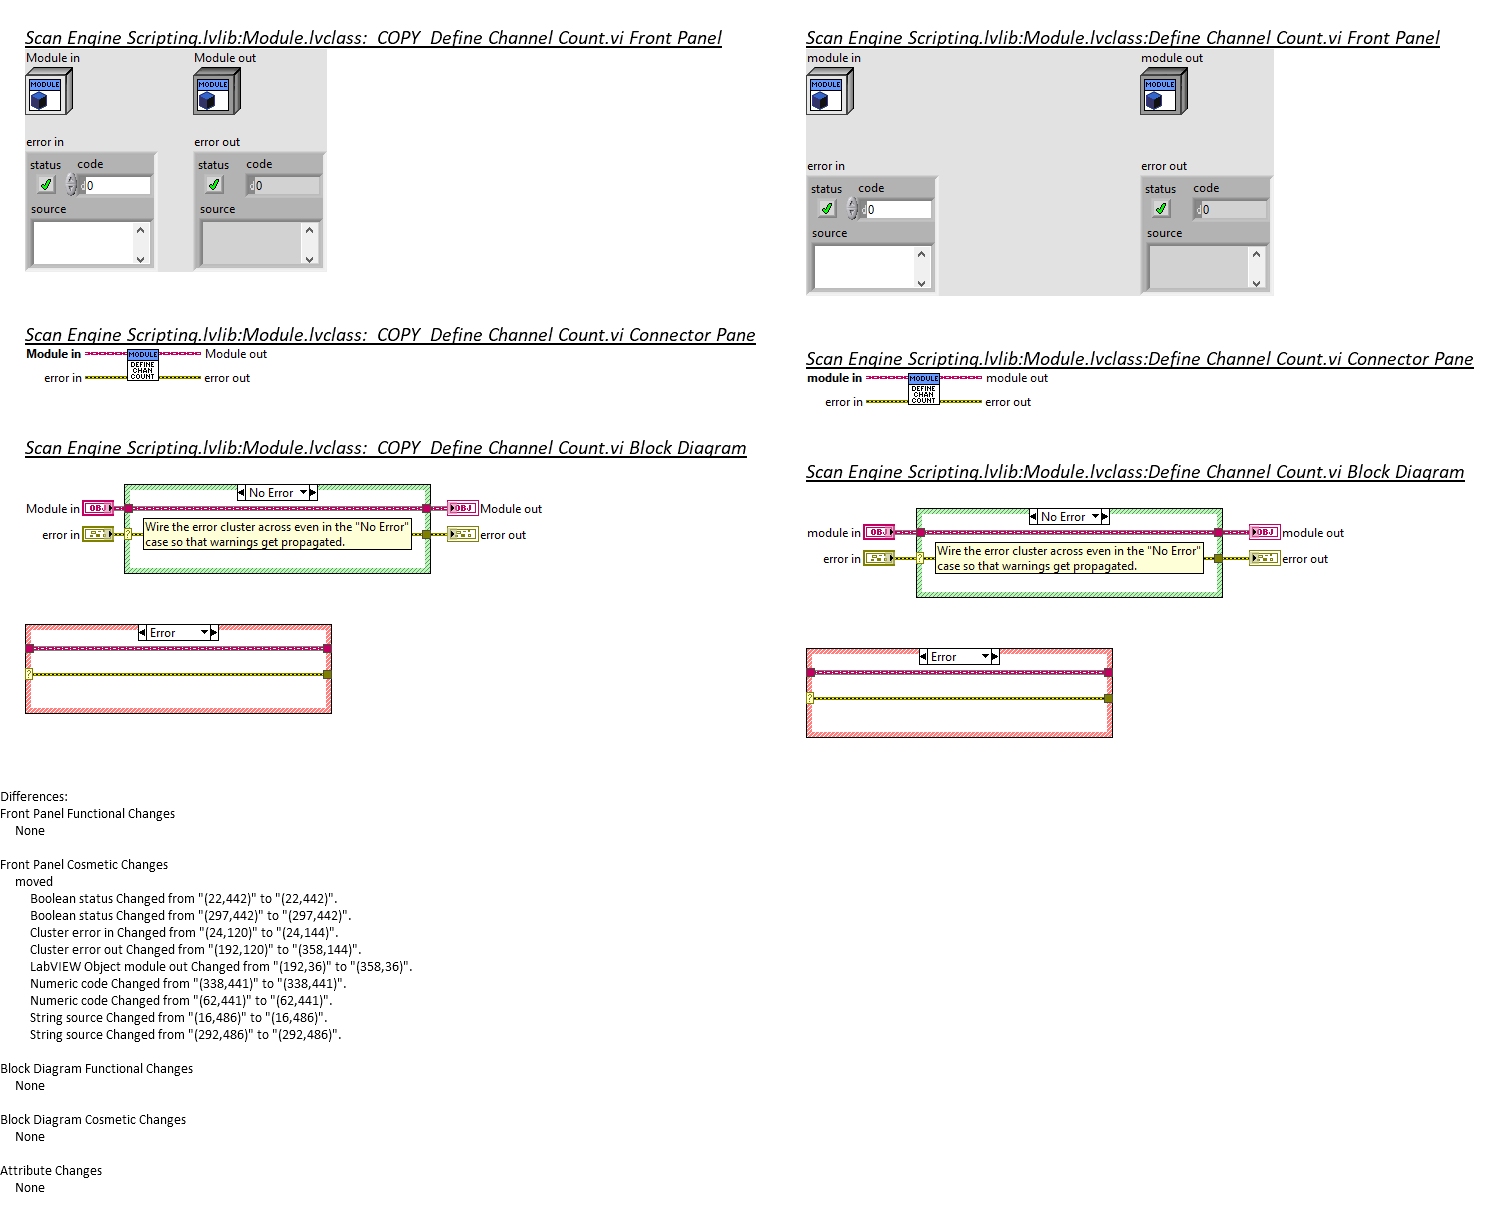 Scan Engine Scripting.lvlib:Module.lvclass:_COPY_Define Channel Count.vi Front Panel
Module in
Module out
MODULE
MODULE
error in
error out
status
code
status
code
d
0
d
0
source
source
Scan Engine Scripting.lvlib:Module.lvclass:_COPY_Define Channel Count.vi Connector Pane
Module in
MODULE
Module out
DEFINE
CHAN
COUNT
error in
error out
Scan Engine Scripting.lvlib:Module.lvclass:_COPY_Define Channel Count.vi Block Diagram
No Error
Module in
OBJ
OBJ
Module out
error in
?
Wire the error cluster across even in the "No Error"
case so that warnings get propagated.
error out
Error
?
Scan Engine Scripting.lvlib:Module.lvclass:Define Channel Count.vi Front Panel
module in
module out
MODULE
MODULE
error in
error out
status
code
status
code
d
0
d
0
source
source
Scan Engine Scripting.lvlib:Module.lvclass:Define Channel Count.vi Connector Pane
module in
MODULE
module out
DEFINE
CHAN
COUNT
error in
error out
Scan Engine Scripting.lvlib:Module.lvclass:Define Channel Count.vi Block Diagram
No Error
module in
OBJ
OBJ
module out
error in
?
Wire the error cluster across even in the "No Error"
case so that warnings get propagated.
error out
Error
?
Differences:
Front Panel Functional Changes
None
Front Panel Cosmetic Changes
moved
Boolean status Changed from "(22,442)" to "(22,442)".
Boolean status Changed from "(297,442)" to "(297,442)".
Cluster error in Changed from "(24,120)" to "(24,144)".
Cluster error out Changed from "(192,120)" to "(358,144)".
LabVIEW Object module out Changed from "(192,36)" to "(358,36)".
Numeric code Changed from "(338,441)" to "(338,441)".
Numeric code Changed from "(62,441)" to "(62,441)".
String source Changed from "(16,486)" to "(16,486)".
String source Changed from "(292,486)" to "(292,486)".
Block Diagram Functional Changes
None
Block Diagram Cosmetic Changes
None
Attribute Changes
None